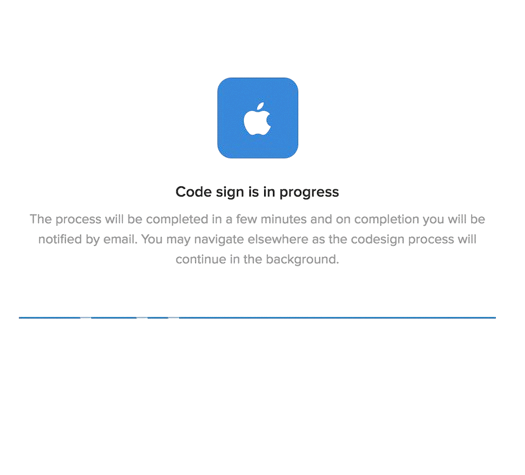 Code sign is in progress
The process will be completed in a few minutes and on completion you will be
notified by email. You may navigate elsewhere as the codesign process will
continue in the background.